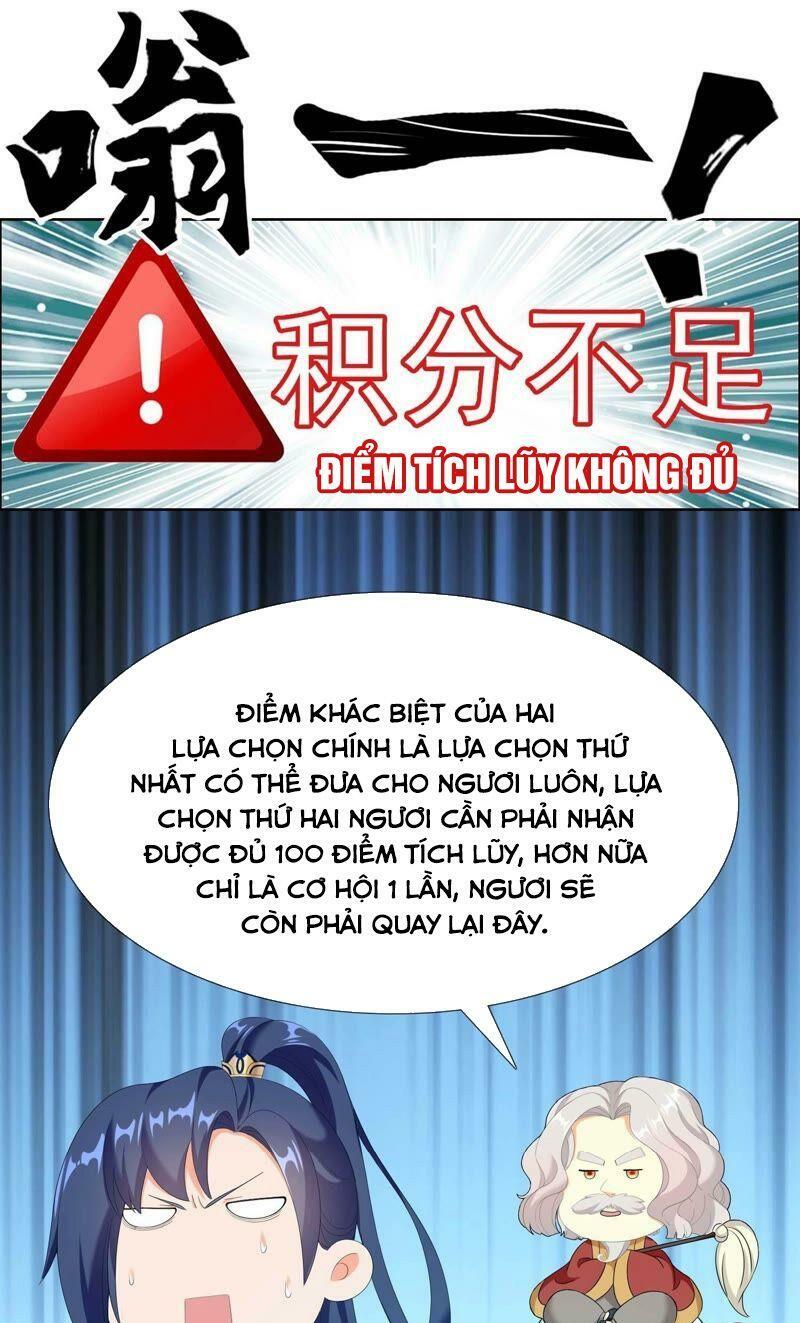 嗡一!
积分不足
ĐIỂM TÍCH LŨY KHÔNG ĐỦ
ĐIỂM KHÁC BIỆT CỦA HAI
LỰA CHỌN CHÍNH LÀ LỰA CHỌN THỨ
NHẤT CÓ THỂ ĐƯA CHO NGƯƠI LUÔN, LỰA
CHỌN THỨ HAI NGƯƠI CẦN PHẢI NHẬN
ĐƯỢC ĐỦ 100 ĐIỂM TÍCH LŨY, HƠN NỮA
CHỈ LÀ CƠ HỘI 1 LẦN, NGƯƠI SẼ
CÒN PHẢI QUAY LẠI ĐÂY.